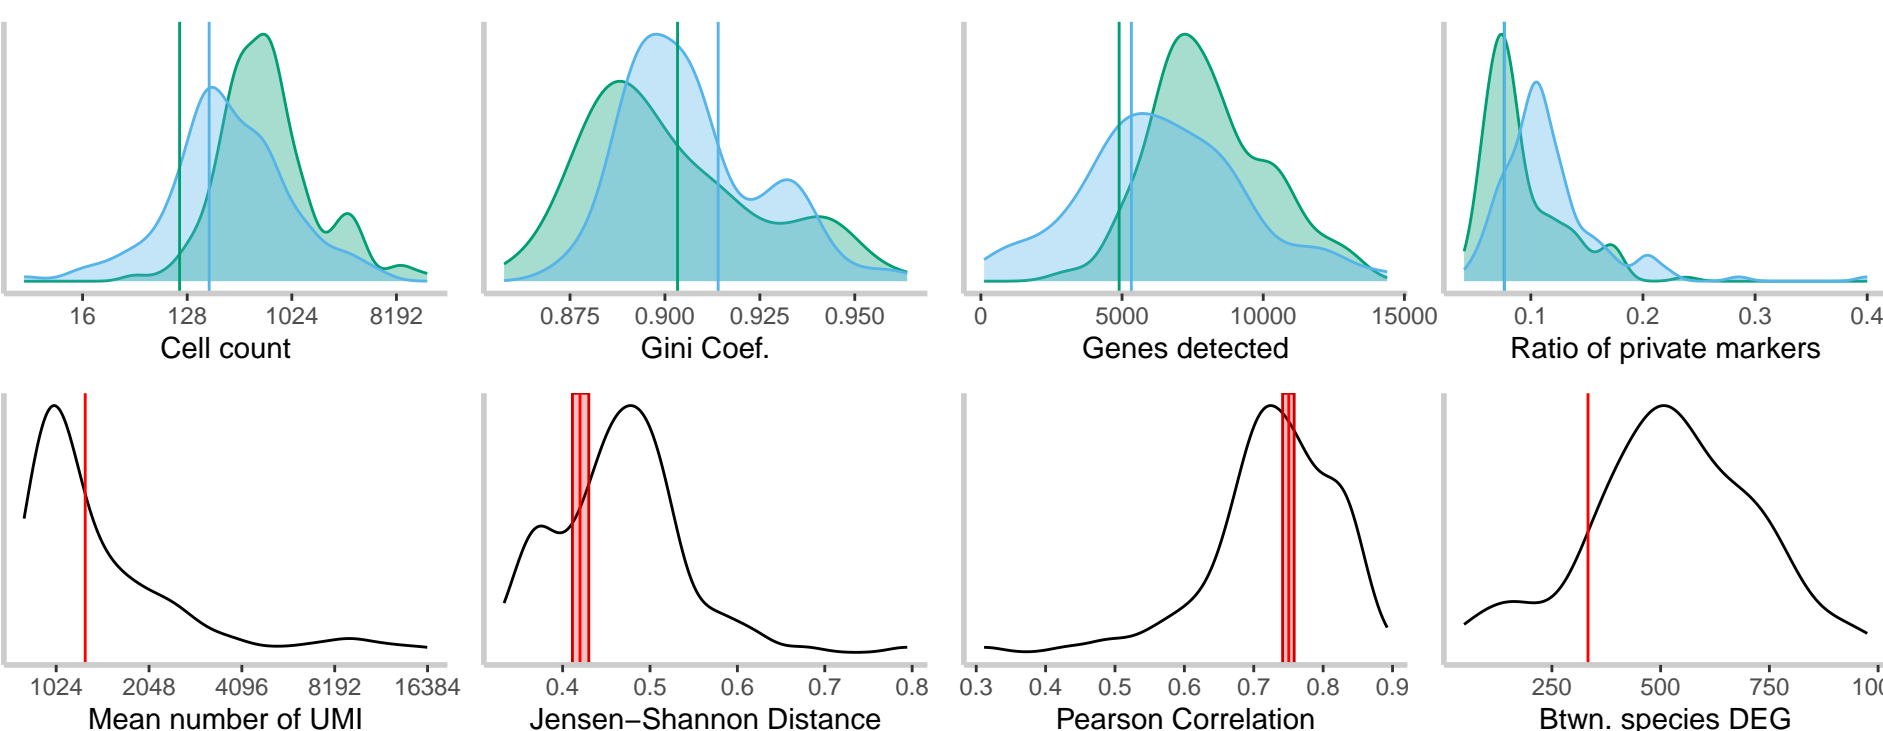 16 128 1024 8192
Cell count
0.875 0.900 0.925 0.950
Gini Coef.
0 5000 10000 15000
Genes detected
0.1 0.2 0.3 0.4
Ratio of private markers
1024 2048 4096 8192 16384
Mean number of UMI
0.4 0.5 0.6 0.7 0.8
Jensen−Shannon Distance
0.3 0.4 0.5 0.6 0.7 0.8 0.9
Pearson Correlation
250 500 750
Btwn. species DEG